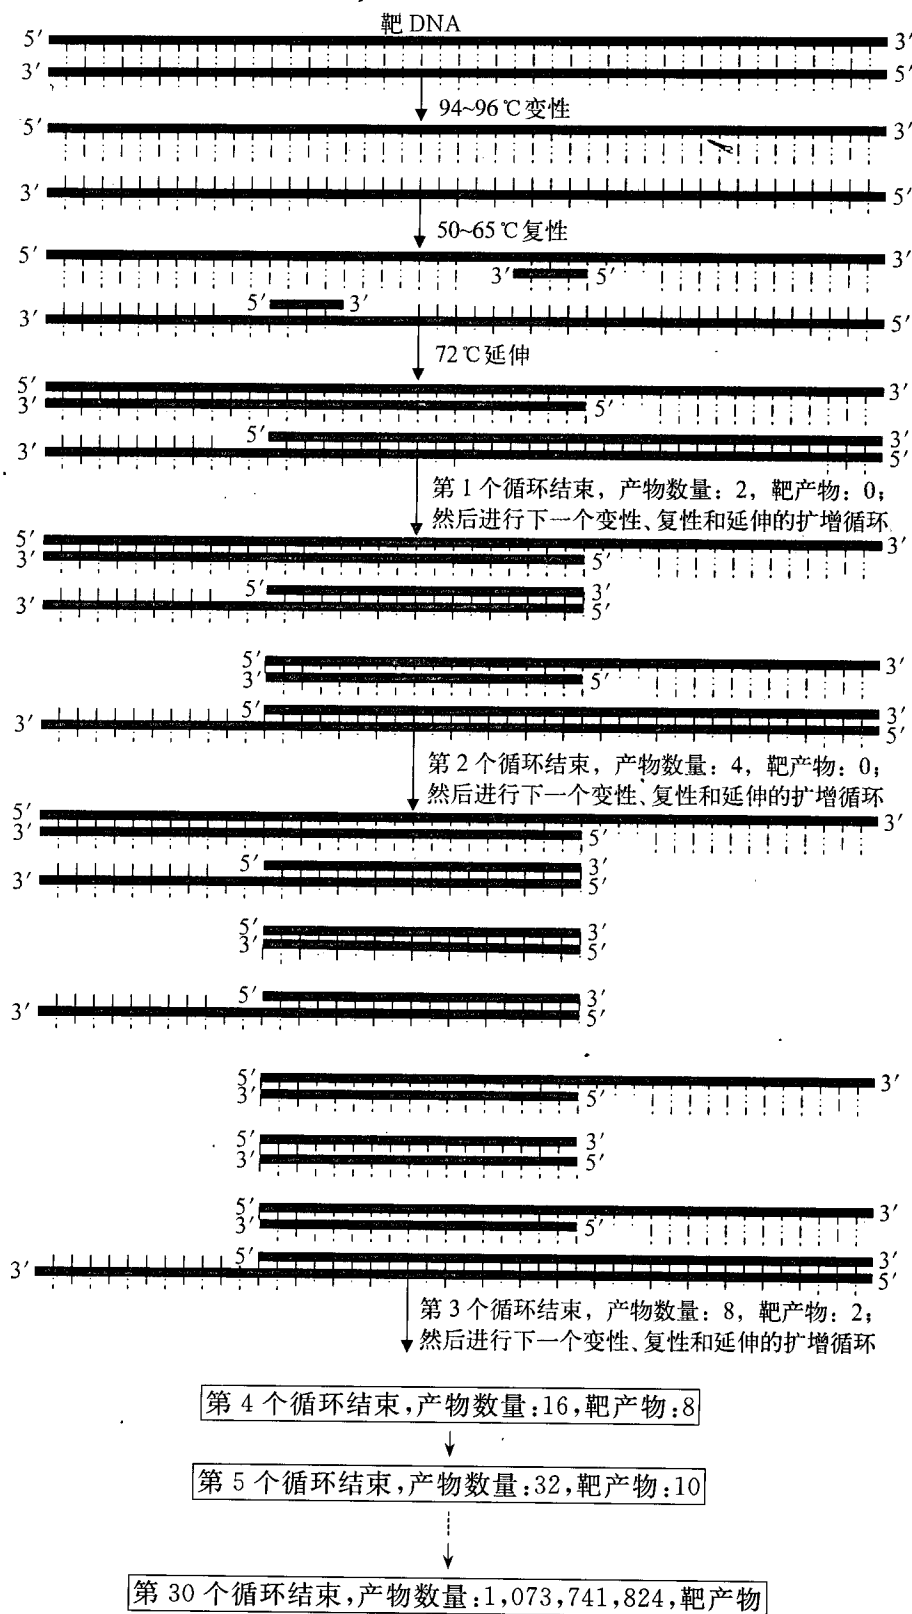 靶 DNA
5′ 3′
3′ 5′
94~96℃变性
5′ 3′
3′ 5′
50~65℃复性
5′ 3′
3′ 5′
5′ 3′
3′ 5′
72℃延伸
5′ 3′
3′ 5′
5′ 3′
3′ 5′
第 1 个循环结束，产物数量：2，靶产物：0；
然后进行下一个变性、复性和延伸的扩增循环
5′ 3′
3′ 5′
5′ 3′
3′ 5′
5′
3′ 5′
5′ 3′
3′ 5′
第 2 个循环结束，产物数量：4，靶产物：0；
然后进行下一个变性、复性和延伸的扩增循环
5′ 3′
3′ 5′
5′ 3′
3′ 5′
5′ 3′
3′ 5′
5′ 3′
3′ 5′
5′ 3′
3′ 5′
5′ 3′
3′ 5′
5′ 3′
3′ 5′
5′ 3′
3′ 5′
第 3 个循环结束，产物数量：8，靶产物：2；
然后进行下一个变性、复性和延伸的扩增循环
第 4 个循环结束,产物数量:16,靶产物:8
第 5 个循环结束,产物数量:32,靶产物:10
第 30 个循环结束,产物数量:1,073,741,824,靶产物